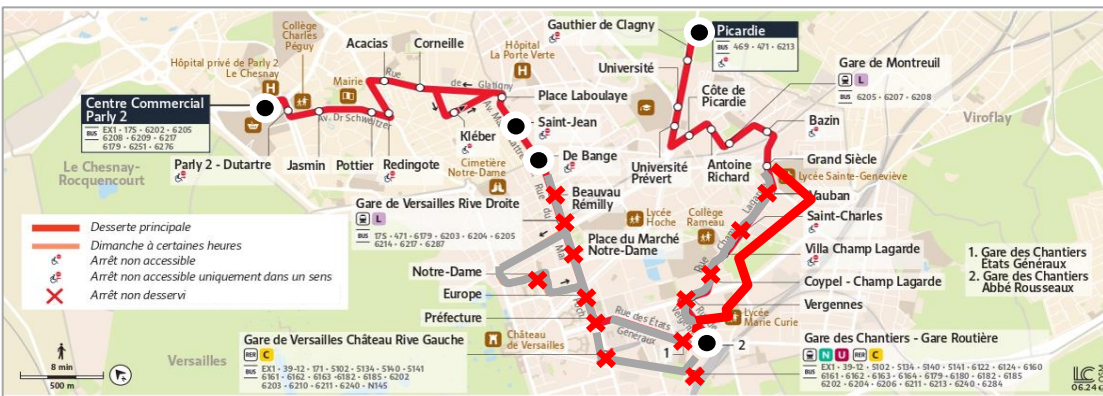 Gauthier de Clagny
Picardie
BUS 469 • 471 • 6213
Collège
Charles
Péguy
Acacias
Corneille
Hôpital
La Porte Verte
Université
Gare de Montreuil
L
BUS 6205 • 6207 • 6208
Hôpital privé de Parly 2
Le Chesnay
Mairie
Rue de Glatigny
Place Laboulaye
Côte de
Picardie
Centre Commercial
Parly 2
BUS EX1 • 17S • 6202 • 6205
6208 • 6209 • 6217
6179 • 6251 • 6276
Av. Dr Schweitzer
Saint-Jean
Bazin
Viroflay
Kléber
Le Chesnay-
Rocquencourt
Parly 2 - Dutartre
Jasmin
Pottier
Redingote
Cimetière
Notre-Dame
De Bange
Université
Prévert
Antoine
Richard
Grand Siècle
Lycée Sainte-Geneviève
Vauban
Beauvau
Rémilly
Gare de Versailles Rive Droite
L
BUS 17S • 471 • 6179 • 6203 • 6204 • 6205
6214 • 6217 • 6287
Lycée
Hoche
Collège
Rameau
Saint-Charles
Desserte principale
Dimanche à certaines heures
Arrêt non accessible
Arrêt non accessible uniquement dans un sens
Arrêt non desservi
Place du Marché
Notre-Dame
Villa Champ Lagarde
1. Gare des Chantiers
États Généraux
2. Gare des Chantiers
Abbé Rousseaux
Notre-Dame
Coypel - Champ Lagarde
Europe
Vergennes
Préfecture
Rue des États
Généraux
Lycée
Marie Curie
Château
de Versailles
Gare de Versailles Château Rive Gauche
RER C
BUS EX1 • 39-12 • 171 • 5102 • 5134 • 5140 • 5141
6161 • 6162 • 6163 • 6182 • 6185 • 6202
6203 • 6210 • 6211 • 6240 • N145
1
2
Gare des Chantiers - Gare Routière
N U RER C
BUS EX1 • 39-12 • 5102 • 5134 • 5140 • 5141 • 6122 • 6124 • 6160
6161 • 6162 • 6163 • 6164 • 6179 • 6180 • 6182 • 6185
6202 • 6204 • 6206 • 6211 • 6213 • 6240 • 6284
Versailles
8 min
500 m
06.24